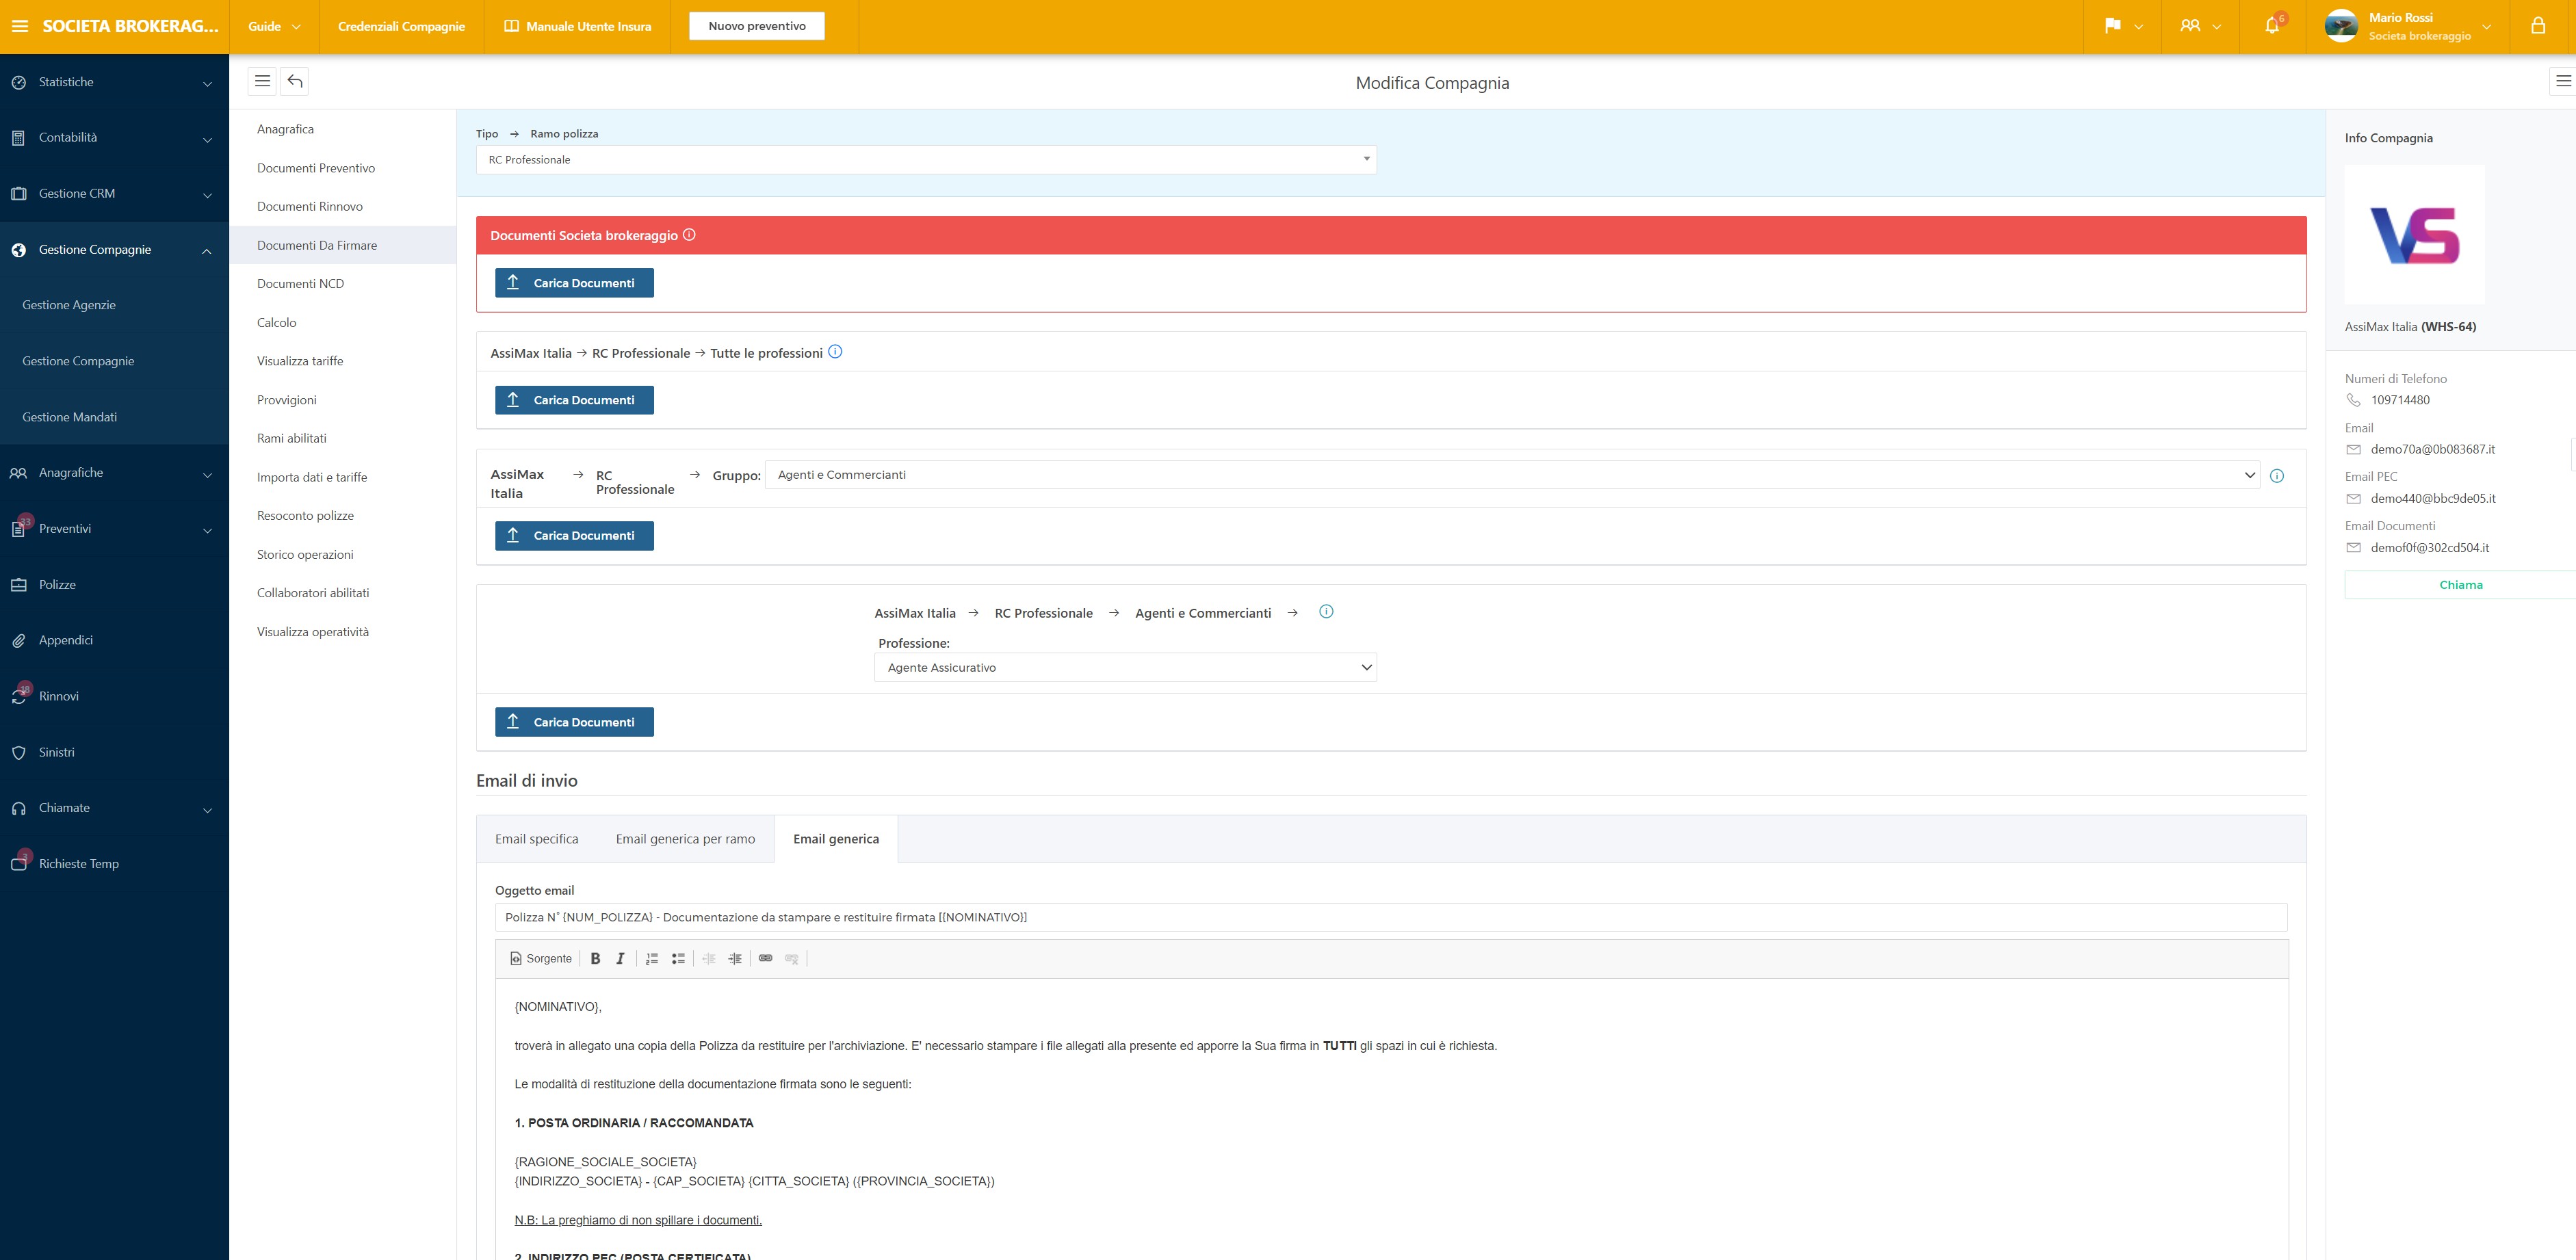 SOCIETA BROKERAG...
Guide
Credenziali Compagnie
Manuale Utente Insura
Nuovo preventivo
6
Mario Rossi
Societa brokeraggio
Statistiche
Contabilità
Gestione CRM
Gestione Compagnie
Gestione Agenzie
Gestione Compagnie
Gestione Mandati
Anagrafiche
33
Preventivi
Polizze
Appendici
18
Rinnovi
Sinistri
Chiamate
3
Richieste Temp
Modifica Compagnia
Anagrafica
Documenti Preventivo
Documenti Rinnovo
Documenti Da Firmare
Documenti NCD
Calcolo
Visualizza tariffe
Provvigioni
Rami abilitati
Importa dati e tariffe
Resoconto polizze
Storico operazioni
Collaboratori abilitati
Visualizza operatività
Tipo → Ramo polizza
RC Professionale
Documenti Societa brokeraggio
Carica Documenti
AssiMax Italia → RC Professionale → Tutte le professioni
Carica Documenti
AssiMax Italia → RC Professionale → Gruppo: Agenti e Commercianti
Carica Documenti
AssiMax Italia → RC Professionale → Agenti e Commercianti →
Professione:
Agente Assicurativo
Carica Documenti
Email di invio
Email specifica
Email generica per ramo
Email generica
Oggetto email
Polizza N° {NUM_POLIZZA} - Documentazione da stampare e restituire firmata [{NOMINATIVO}]
Sorgente
{NOMINATIVO},
troverà in allegato una copia della Polizza da restituire per l'archiviazione. E' necessario stampare i file allegati alla presente ed apporre la Sua firma in TUTTI gli spazi in cui è richiesta.
Le modalità di restituzione della documentazione firmata sono le seguenti:
1. POSTA ORDINARIA / RACCOMANDATA
{RAGIONE_SOCIALE_SOCIETA}
{INDIRIZZO_SOCIETA} - {CAP_SOCIETA} {CITTA_SOCIETA} ({PROVINCIA_SOCIETA})
N.B: La preghiamo di non spillare i documenti.
2. INDIRIZZO PEC (POSTA CERTIFICATA)
Info Compagnia
VS
AssiMax Italia (WHS-64)
Numeri di Telefono
109714480
Email
demo70a@0b083687.it
Email PEC
demo440@bbc9de05.it
Email Documenti
demof0f@302cd504.it
Chiama